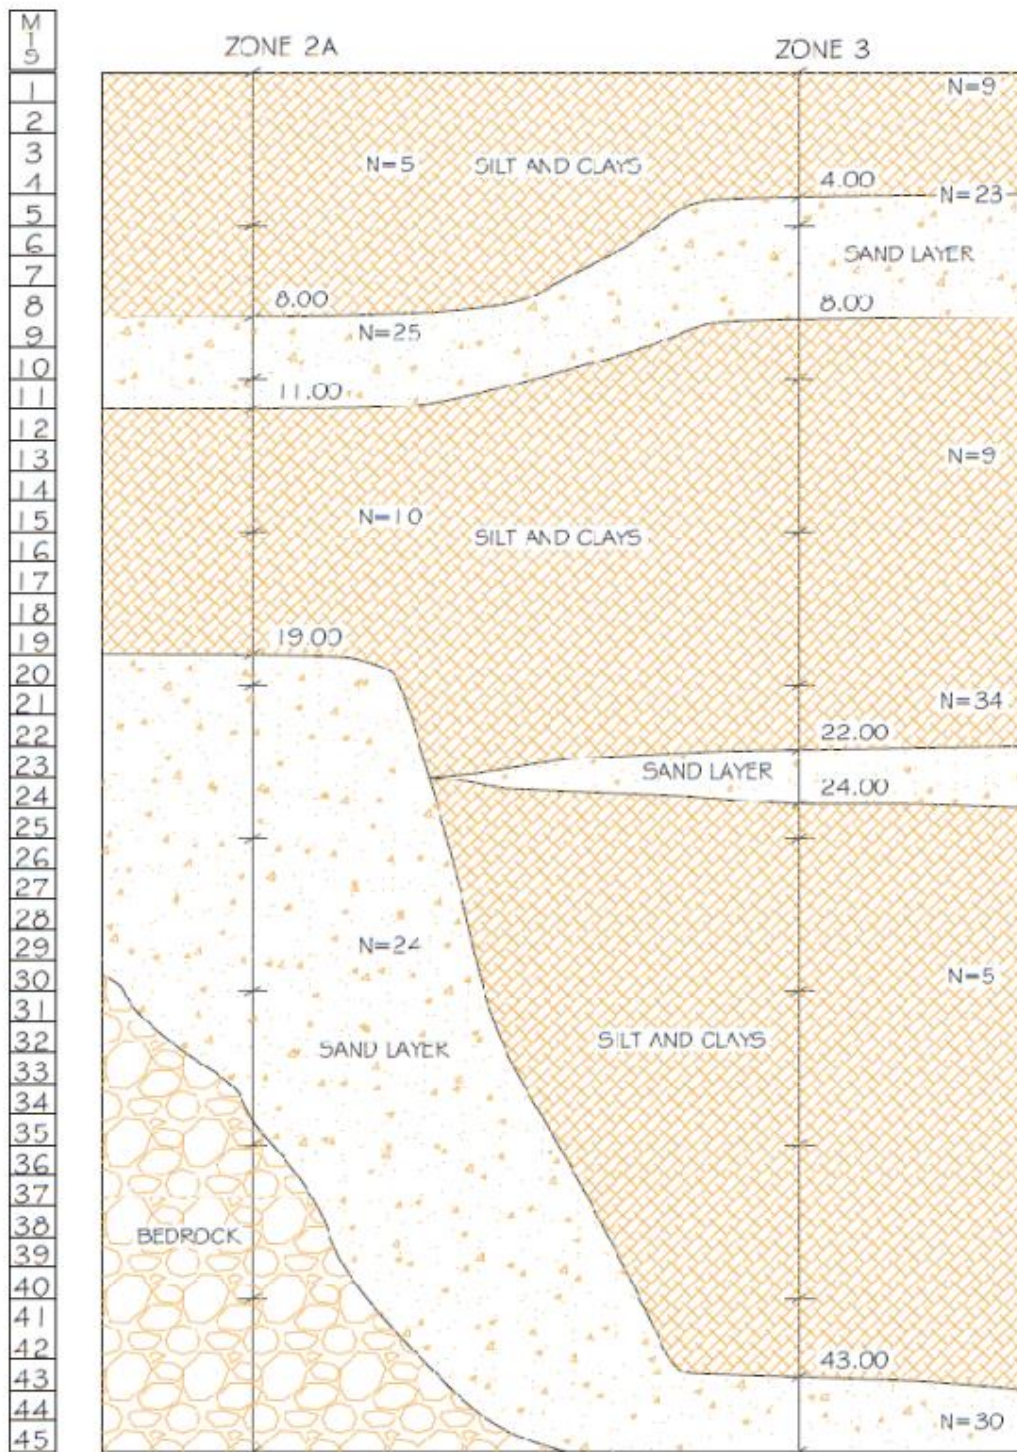 MTS
ZONE 2A
ZONE 3
1
2
3
4
5
6
7
8
9
10
11
12
13
14
15
16
17
18
19
20
21
22
23
24
25
26
27
28
29
30
31
32
33
34
35
36
37
38
39
40
41
42
43
44
45
N=9
N=5 SILT AND CLAYS
4.00
N=23
SAND LAYER
8.00
8.00
N=25
11.00
N=9
N=10
SILT AND CLAYS
19.00
N=34
22.00
SAND LAYER
24.00
N=24
N=5
SILT AND CLAYS
SAND LAYER
BEDROCK
43.00
N=30